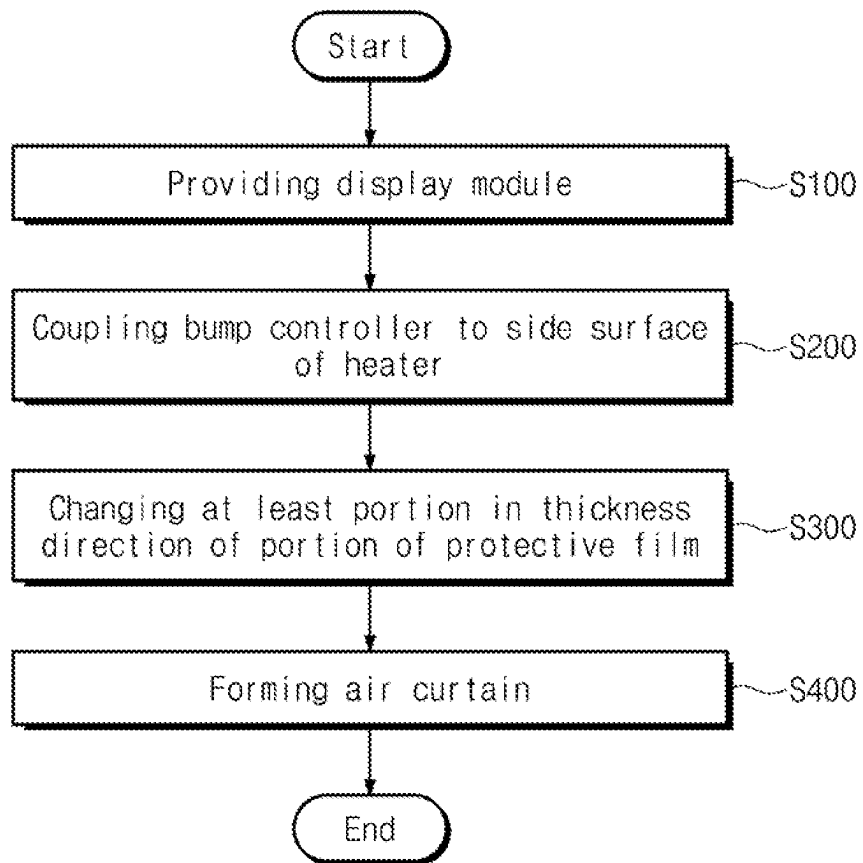 Start
Providing display module
S100
Coupling bump controller to side surface
of heater
S200
Changing at least portion in thickness
direction of portion of protective film
S300
Forming air curtain
S400
End